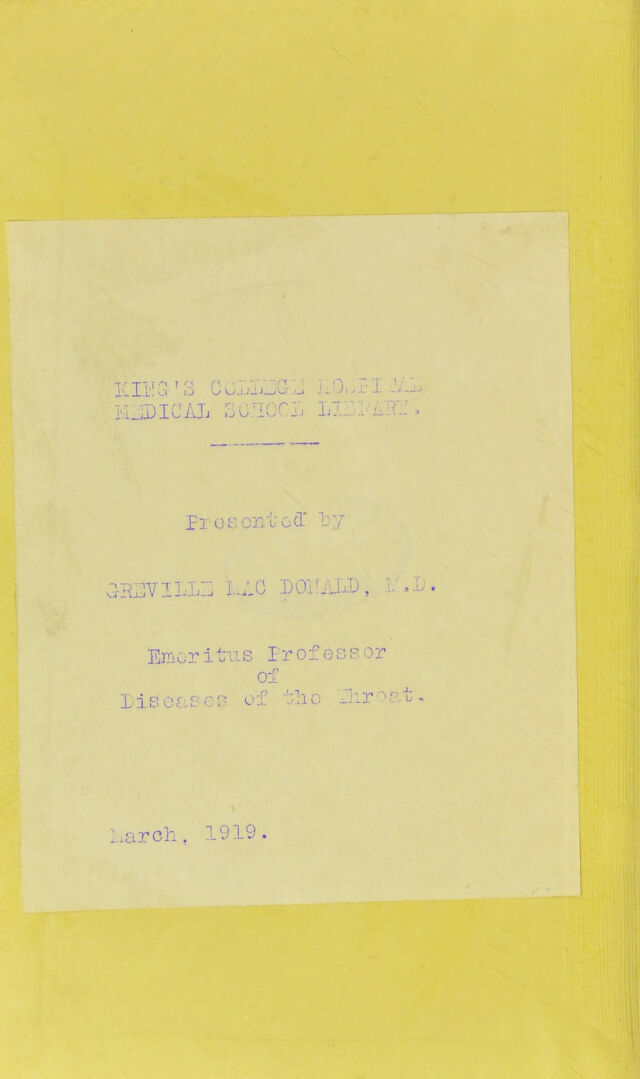 KING'S COLLEGE HOSPITAL
MEDICAL SCHOOL LIBRARY.
Presented by
GREVILLE MAC DONALD, M.D.
Emeritus Professor
of
Diseases of the Throat.
March, 1919.